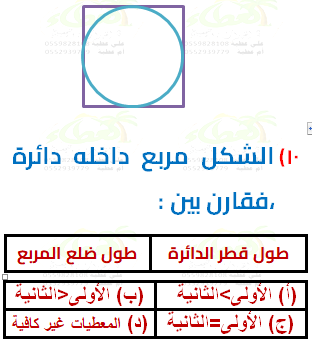 ١٠) الشكل مربع داخله دائرة
،فقارن بين :
طول قطر الدائرة | طول ضلع المربع
(أ) الأولى>الثانية | (ب) الأولى<الثانية
(ج) الأولى=الثانية | (د) المعطيات غير كافية